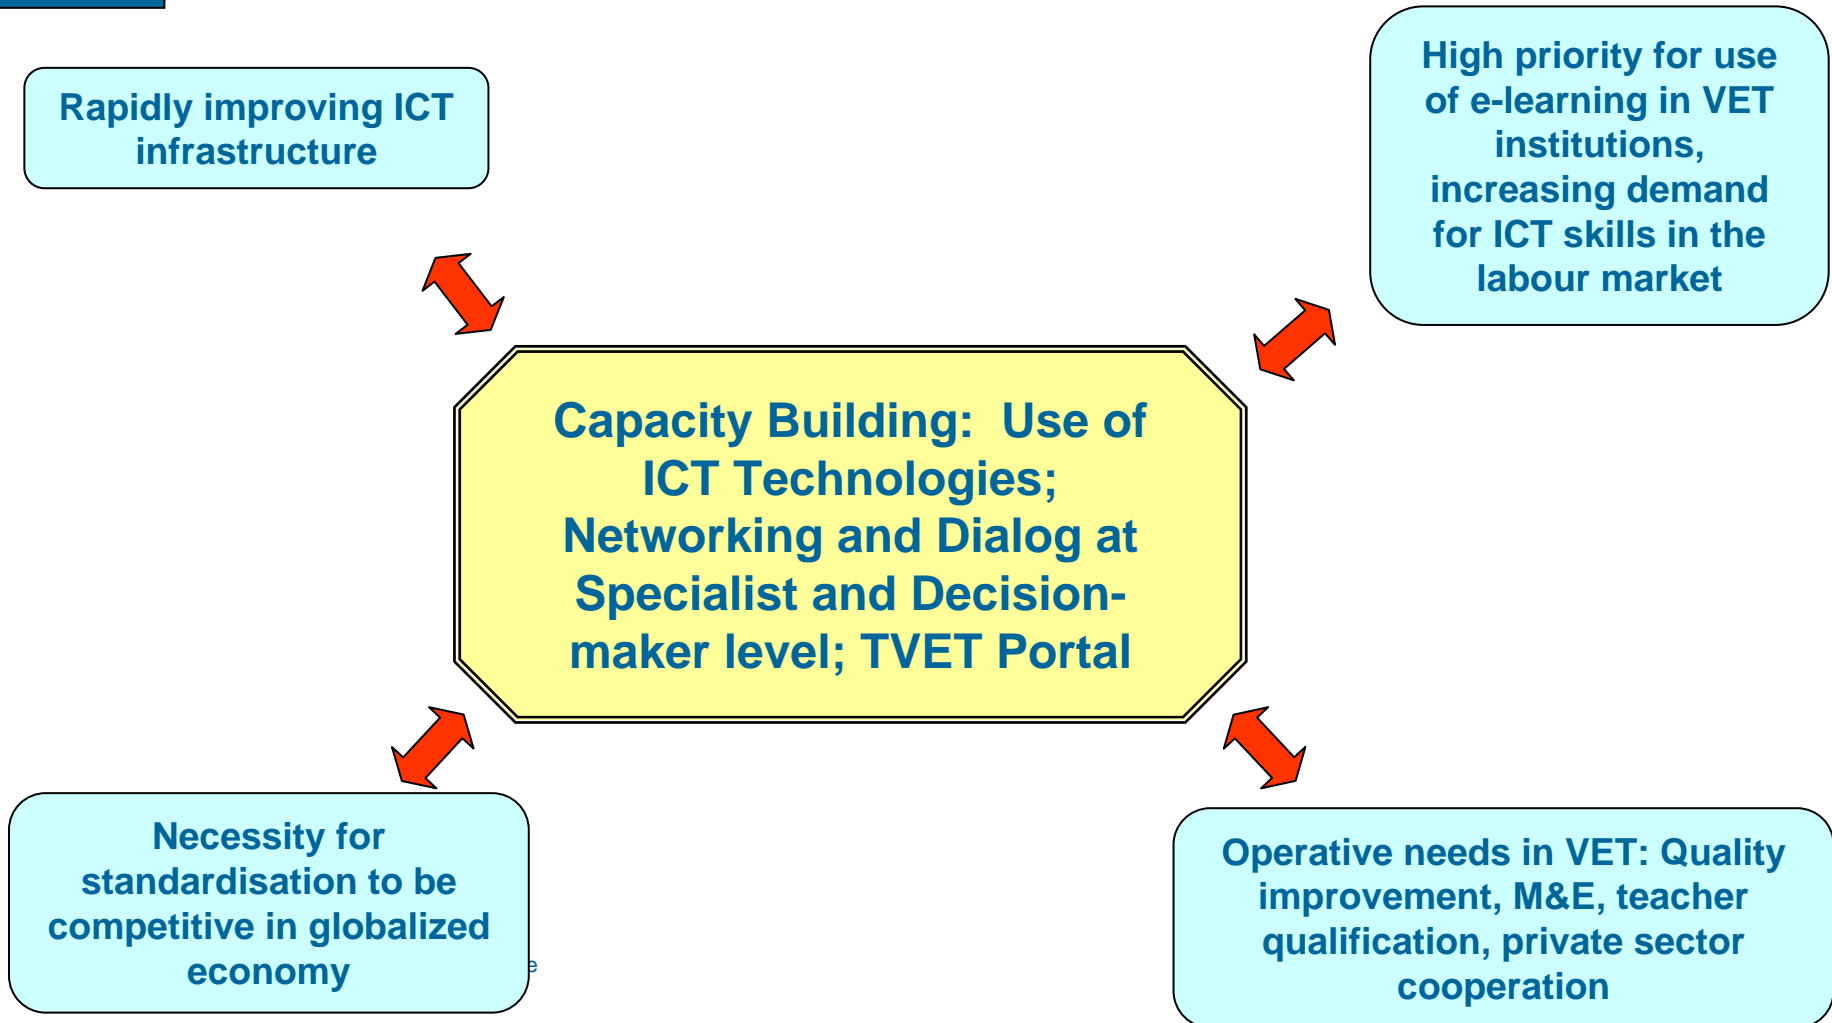 Rapidly improving ICT
infrastructure
High priority for use
of e-learning in VET
institutions,
increasing demand
for ICT skills in the
labour market
Capacity Building:  Use of
ICT Technologies;
Networking and Dialog at
Specialist and Decision-
maker level; TVET Portal
Necessity for
standardisation to be
competitive in globalized
economy
e
Operative needs in VET: Quality
improvement, M&E, teacher
qualification, private sector
cooperation